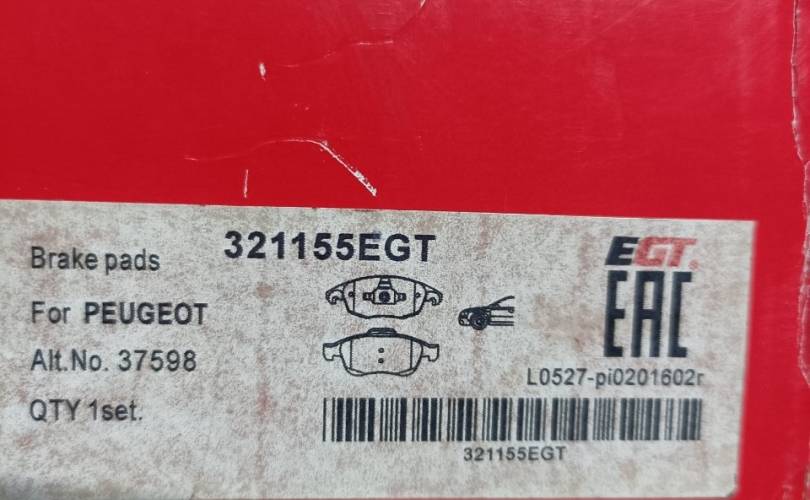 Brake pads
321155EGT
EGT®
For PEUGEOT
EAC
Alt.No. 37598
L0527-pi0201602r
QTY 1set.
321155EGT